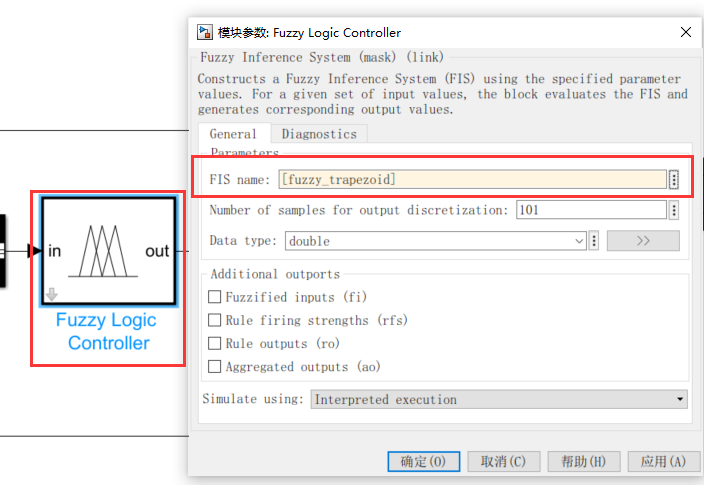 模块参数: Fuzzy Logic Controller
Fuzzy Inference System (mask) (link)
Constructs a Fuzzy Inference System (FIS) using the specified parameter
values. For a given set of input values, the block evaluates the FIS and
generates corresponding output values.
General Diagnostics
Parameters
FIS name: [fuzzy_trapezoid]
Number of samples for output discretization: 101
Data type: double >>
Additional outports
Fuzzified inputs (fi)
Rule firing strengths (rfs)
Rule outputs (ro)
Aggregated outputs (ao)
Simulate using: Interpreted execution
确定(O) 取消(C) 帮助(H) 应用(A)
in out
Fuzzy Logic
Controller